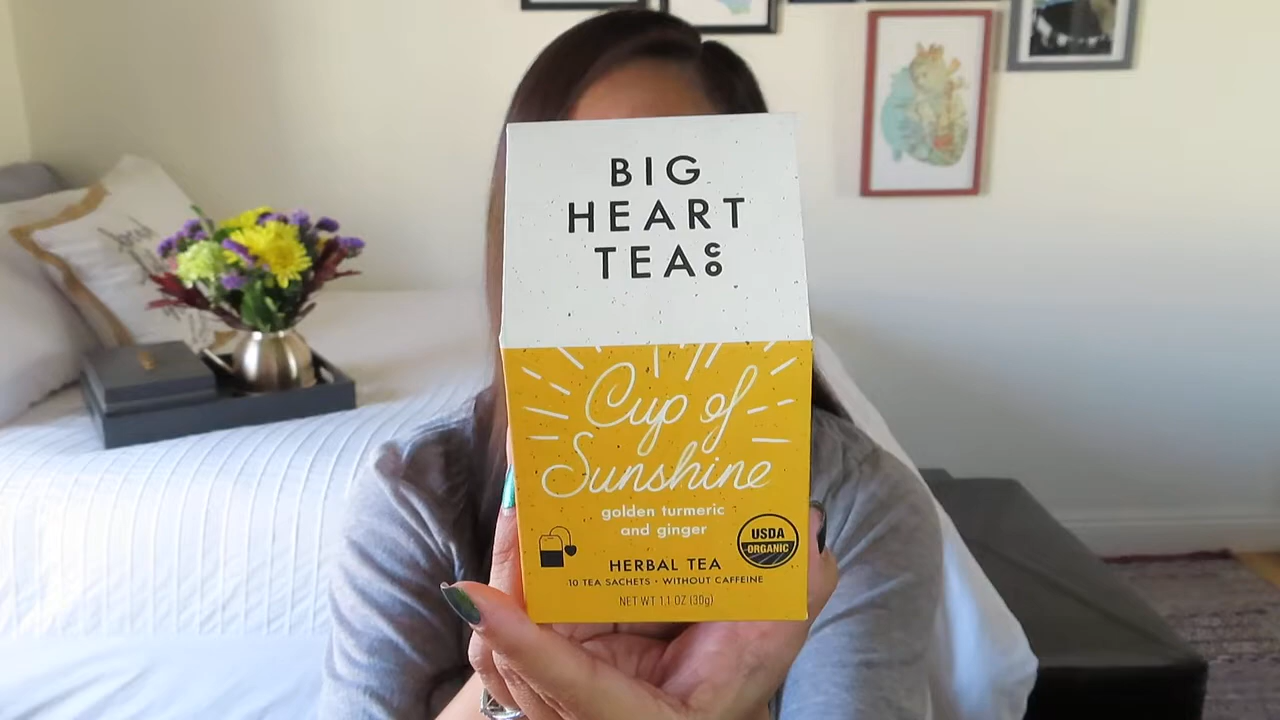 BIG
HEART
TEA CO
Cup of
Sunshine
golden turmeric
and ginger
USDA
ORGANIC
HERBAL TEA
10 TEA SACHETS • WITHOUT CAFFEINE
NET WT 1.1 OZ (30g)